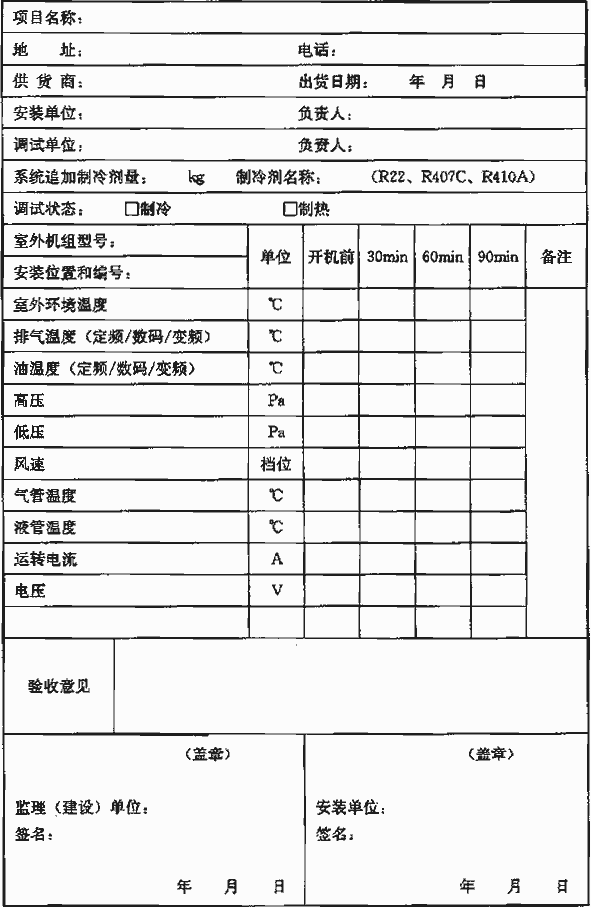 项目名称：
地 址： 电话：
供 货 商： 出货日期： 年 月 日
安装单位： 负责人：
调试单位： 负责人：
系统追加制冷剂量： kg 制冷剂名称： （R22、R407C、R410A）
调试状态： □制冷 □制热
室外机组型号：
单位 开机前 30min 60min 90min 备注
安装位置和编号：
室外环境温度 ℃
排气温度（定频/数码/变频） ℃
油温度（定频/数码/变频） ℃
高压 Pa
低压 Pa
风速 档位
气管温度 ℃
液管温度 ℃
运转电流 A
电压 V
验收意见
（盖章） （盖章）
监理（建设）单位： 安装单位：
签名： 签名：
年 月 日 年 月 日